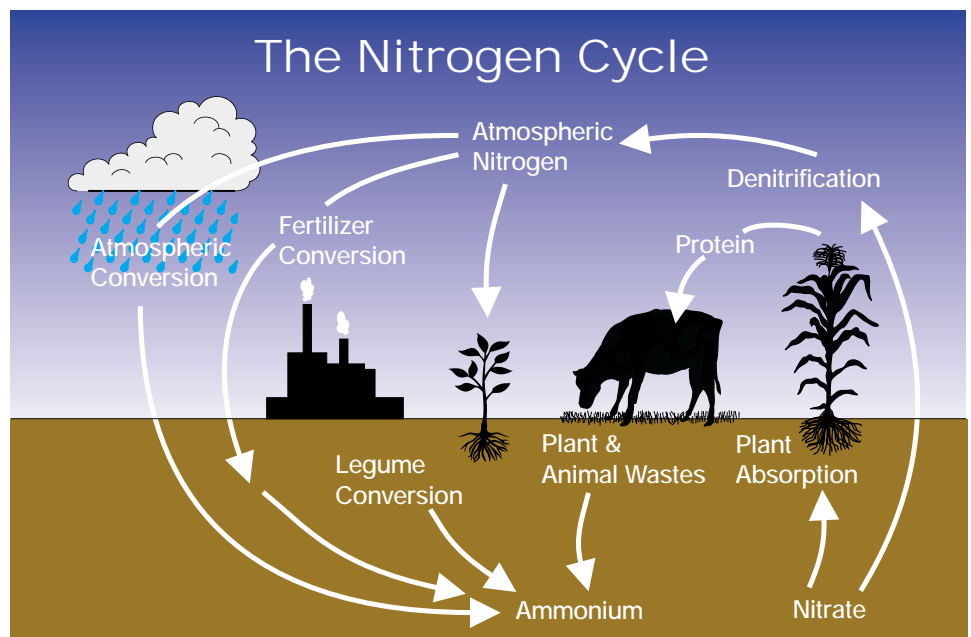 The Nitrogen Cycle
Atmospheric
Nitrogen
Denitrification
Fertilizer
Conversion
Protein
Atmospheric
Conversion
Plant &
Animal Wastes
Plant
Absorption
Legume
Conversion
Ammonium
Nitrate